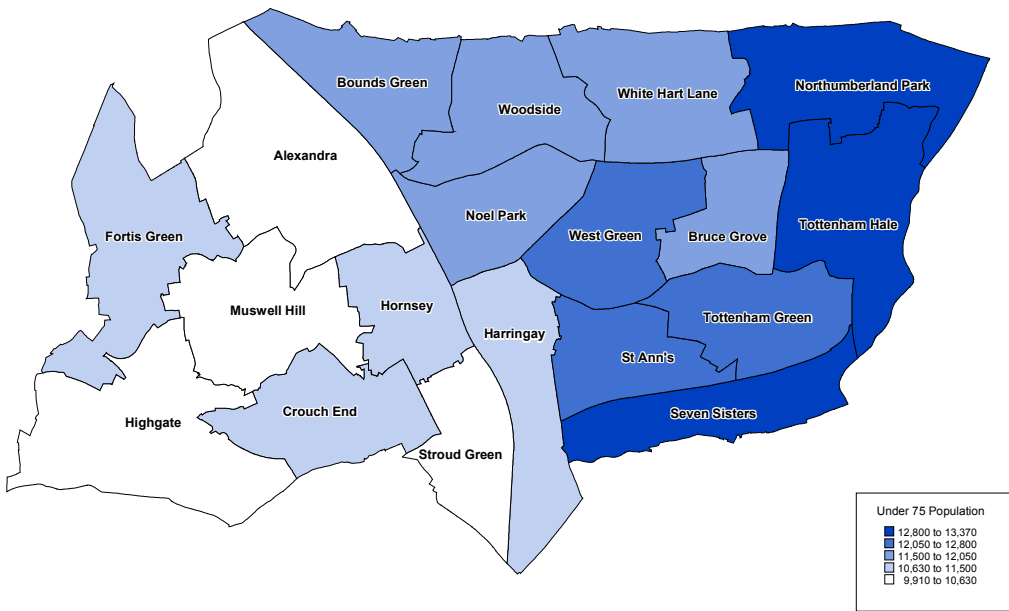 Bounds Green
Woodside
White Hart Lane
Northumberland Park
Alexandra
Noel Park
West Green
Bruce Grove
Tottenham Hale
Fortis Green
Muswell Hill
Hornsey
Harringay
Tottenham Green
St Ann's
Highgate
Crouch End
Seven Sisters
Stroud Green
Under 75 Population
12,800 to 13,370
12,050 to 12,800
11,500 to 12,050
10,630 to 11,500
9,910 to 10,630